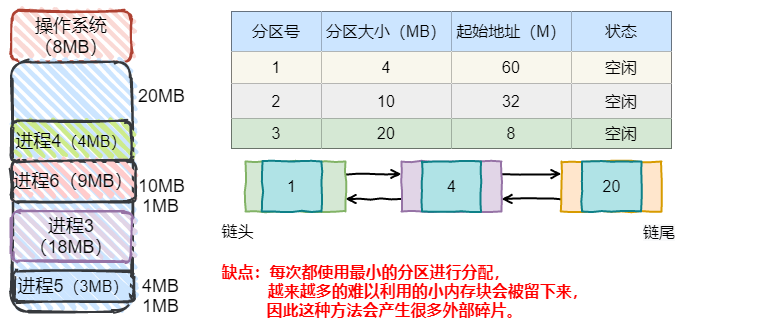 操作系统
(8MB)
20MB
进程4（4MB）
进程6（9MB）
10MB
1MB
进程3
（18MB）
进程5（3MB）
4MB
1MB
分区号 分区大小（MB） 起始地址（M） 状态
1 4 60 空闲
2 10 32 空闲
3 20 8 空闲
1 4 20
链头 链尾
缺点：每次都使用最小的分区进行分配，
越来越多的难以利用的小内存块会被留下来，
因此这种方法会产生很多外部碎片。